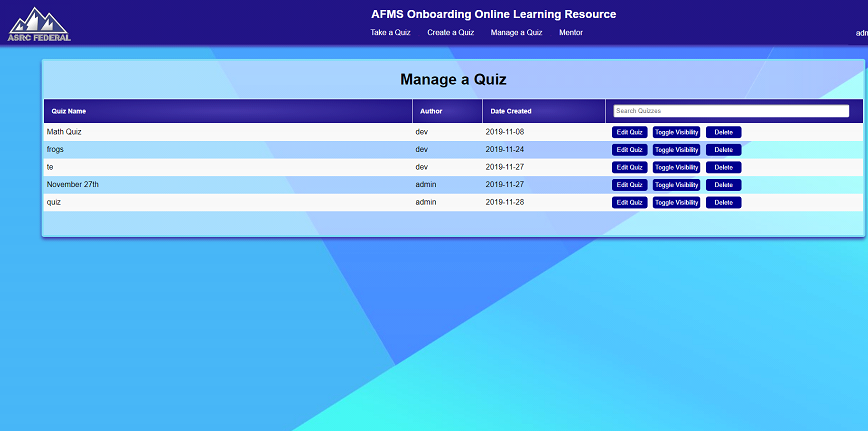 AFMS Onboarding Online Learning Resource
ASRC FEDERAL
Take a Quiz Create a Quiz Manage a Quiz Mentor
Manage a Quiz
Quiz Name Author Date Created Search Quizzes
Math Quiz dev 2019-11-08 Edit Quiz Toggle Visibility Delete
frogs dev 2019-11-24 Edit Quiz Toggle Visibility Delete
te dev 2019-11-27 Edit Quiz Toggle Visibility Delete
November 27th admin 2019-11-27 Edit Quiz Toggle Visibility Delete
quiz admin 2019-11-28 Edit Quiz Toggle Visibility Delete